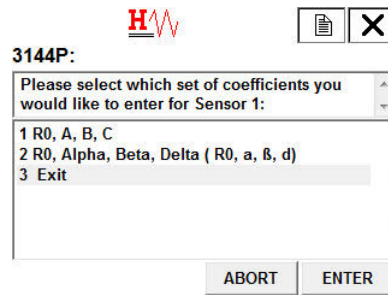 H
3144P:
Please select which set of coefficients you
would like to enter for Sensor 1:
1 R0, A, B, C
2 R0, Alpha, Beta, Delta ( R0, a, ß, d)
3 Exit
ABORT
ENTER